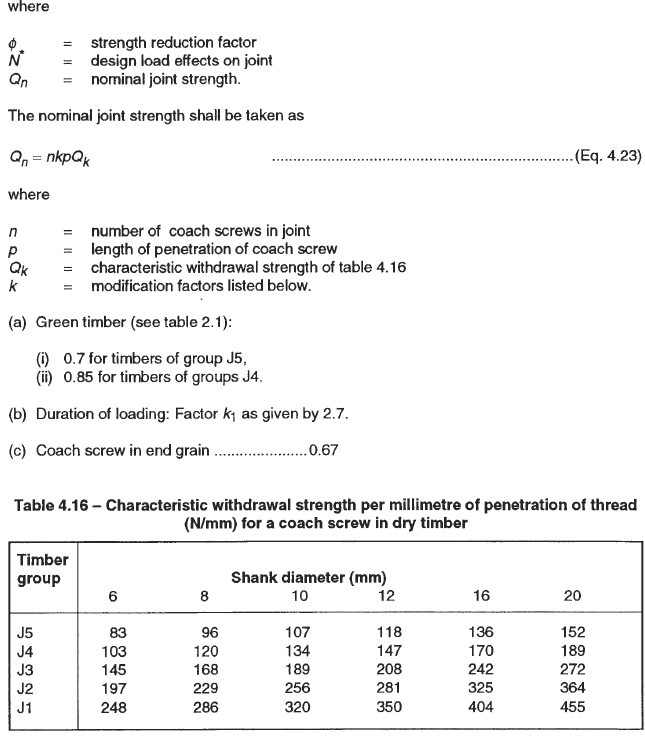 where
ϕ = strength reduction factor
N* = design load effects on joint
Qn = nominal joint strength.
The nominal joint strength shall be taken as
Qn = nkpQk ......................................................................(Eq. 4.23)
where
n = number of coach screws in joint
p = length of penetration of coach screw
Qk = characteristic withdrawal strength of table 4.16
k = modification factors listed below.
(a) Green timber (see table 2.1):
(i) 0.7 for timbers of group J5,
(ii) 0.85 for timbers of groups J4.
(b) Duration of loading: Factor k1 as given by 2.7.
(c) Coach screw in end grain ......................0.67
Table 4.16 – Characteristic withdrawal strength per millimetre of penetration of thread
(N/mm) for a coach screw in dry timber
Timber
group Shank diameter (mm)
6 8 10 12 16 20
J5 83 96 107 118 136 152
J4 103 120 134 147 170 189
J3 145 168 189 208 242 272
J2 197 229 256 281 325 364
J1 248 286 320 350 404 455